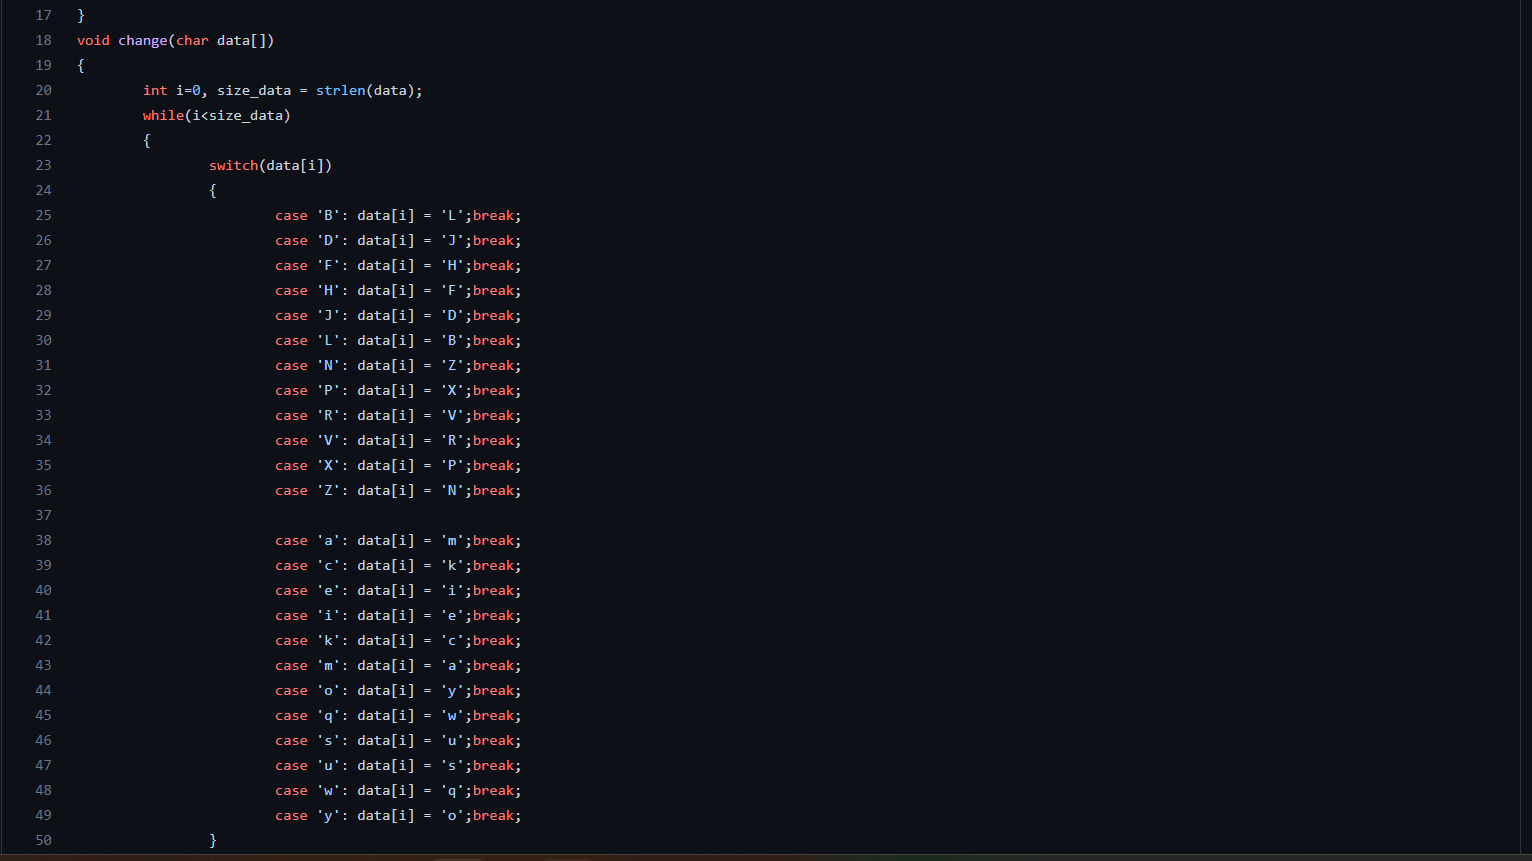 17 }
18 void change(char data[])
19 {
20 int i=0, size_data = strlen(data);
21 while(i<size_data)
22 {
23 switch(data[i])
24 {
25 case 'B': data[i] = 'L';break;
26 case 'D': data[i] = 'J';break;
27 case 'F': data[i] = 'H';break;
28 case 'H': data[i] = 'F';break;
29 case 'J': data[i] = 'D';break;
30 case 'L': data[i] = 'B';break;
31 case 'N': data[i] = 'Z';break;
32 case 'P': data[i] = 'X';break;
33 case 'R': data[i] = 'V';break;
34 case 'V': data[i] = 'R';break;
35 case 'X': data[i] = 'P';break;
36 case 'Z': data[i] = 'N';break;
37
38 case 'a': data[i] = 'm';break;
39 case 'c': data[i] = 'k';break;
40 case 'e': data[i] = 'i';break;
41 case 'i': data[i] = 'e';break;
42 case 'k': data[i] = 'c';break;
43 case 'm': data[i] = 'a';break;
44 case 'o': data[i] = 'y';break;
45 case 'q': data[i] = 'w';break;
46 case 's': data[i] = 'u';break;
47 case 'u': data[i] = 's';break;
48 case 'w': data[i] = 'q';break;
49 case 'y': data[i] = 'o';break;
50 }